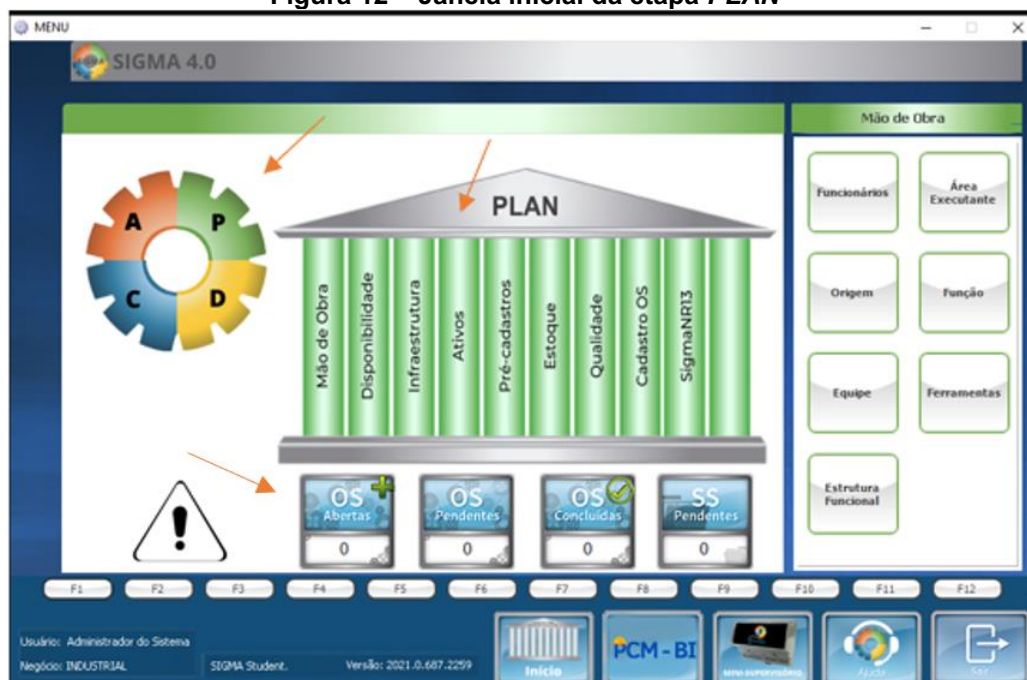 Figura 12 – Janela inicial da etapa PLAN
MENU
SIGMA 4.0
Mão de Obra
A
P
C
D
PLAN
Mão de Obra
Disponibilidade
Infraestrutura
Ativos
Pré-cadastros
Estoque
Qualidade
Cadastro OS
SigmaNR13
Funcionários
Área
Executante
Origem
Função
Equipe
Ferramentas
Estrutura
Funcional
OS
Abertas
0
OS
Pendentes
0
OS
Concluídas
0
SS
Pendentes
0
F1 F2 F3 F4 F5 F6 F7 F8 F9 F10 F11 F12
Usuário: Administrador do Sistema
Negócio: INDUSTRIAL
SIGMA Student.
Versão: 2021.0.687.2259
Início
PCM - BI
Ajuda
Sair